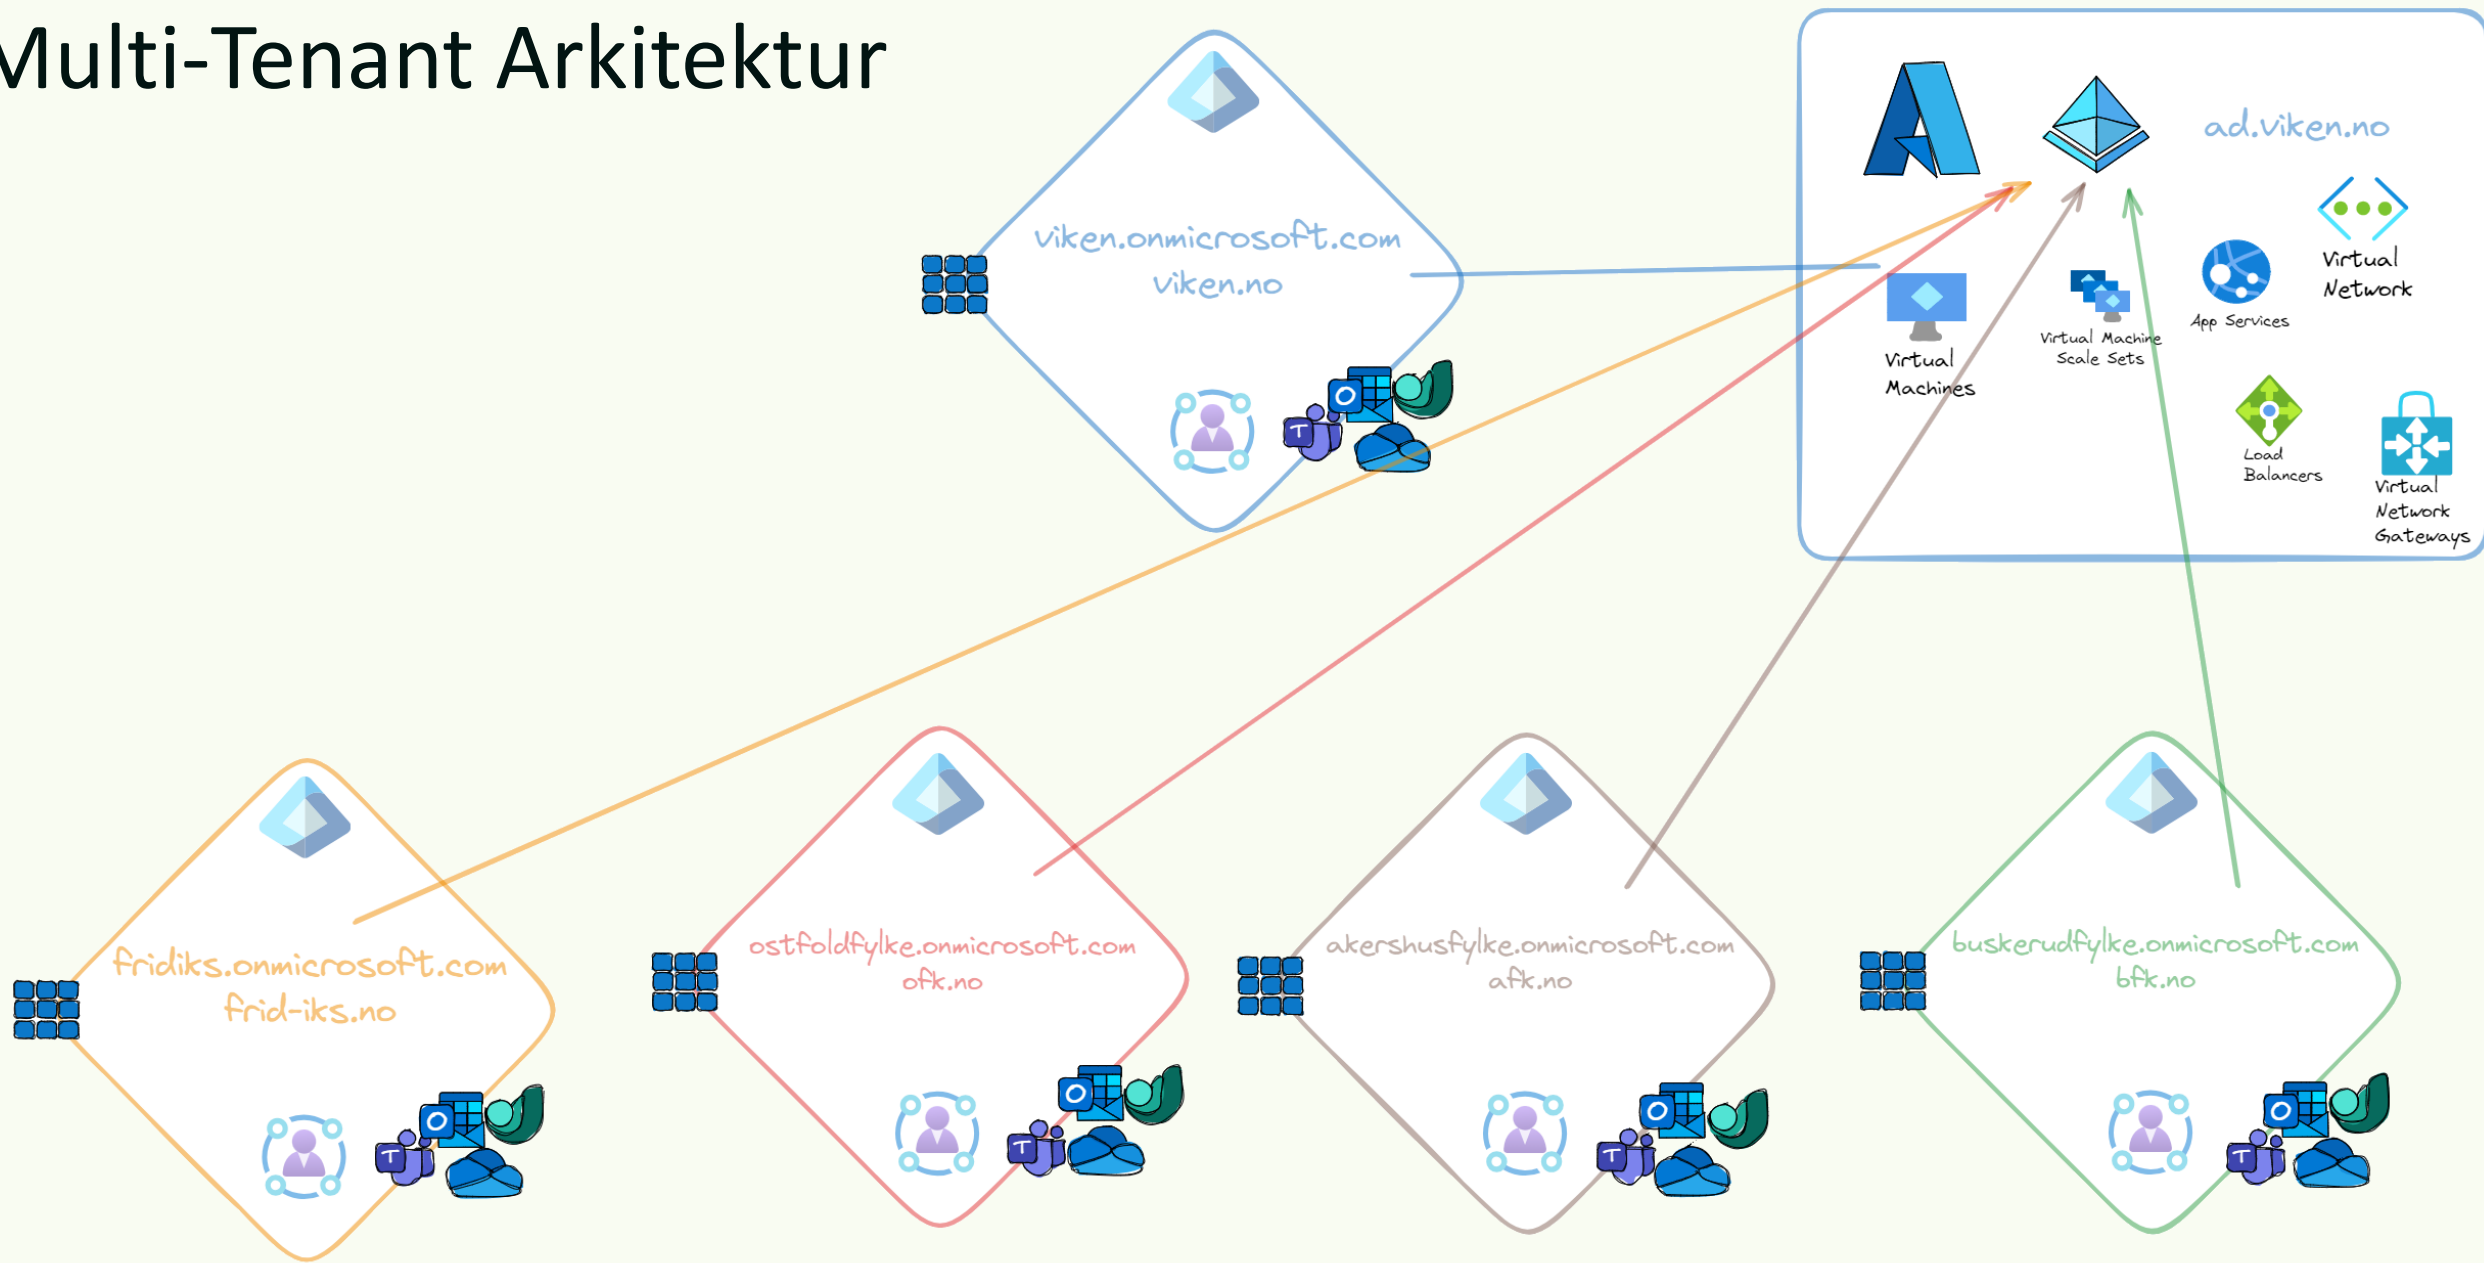 Multi-Tenant Arkitektur
viken.onmicrosoft.com
viken.no
ad.viken.no
Virtual
Network
App Services
Virtual Machine
Scale Sets
Virtual
Machines
Load
Balancers
Virtual
Network
Gateways
T
fridiks.onmicrosoft.com
frid-iks.no
T
ostfoldfylke.onmicrosoft.com
ofk.no
T
akershusfylke.onmicrosoft.com
afk.no
T
buskerudfylke.onmicrosoft.com
bfk.no
T